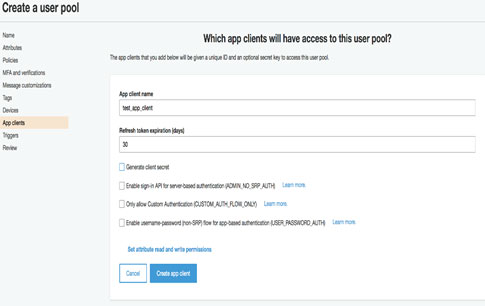 Create a user pool
Name
Attributes
Policies
MFA and verifications
Message customizations
Tags
Devices
App clients
Triggers
Review
Which app clients will have access to this user pool?
The app clients that you add below will be given a unique ID and an optional secret key to access this user pool.
App client name
test_app_client
Refresh token expiration (days)
30
Generate client secret
Enable sign-in API for server-based authentication (ADMIN_NO_SRP_AUTH) Learn more.
Only allow Custom Authentication (CUSTOM_AUTH_FLOW_ONLY) Learn more.
Enable username-password (non-SRP) flow for app-based authentication (USER_PASSWORD_AUTH) Learn more.
Set attribute read and write permissions
Cancel Create app client